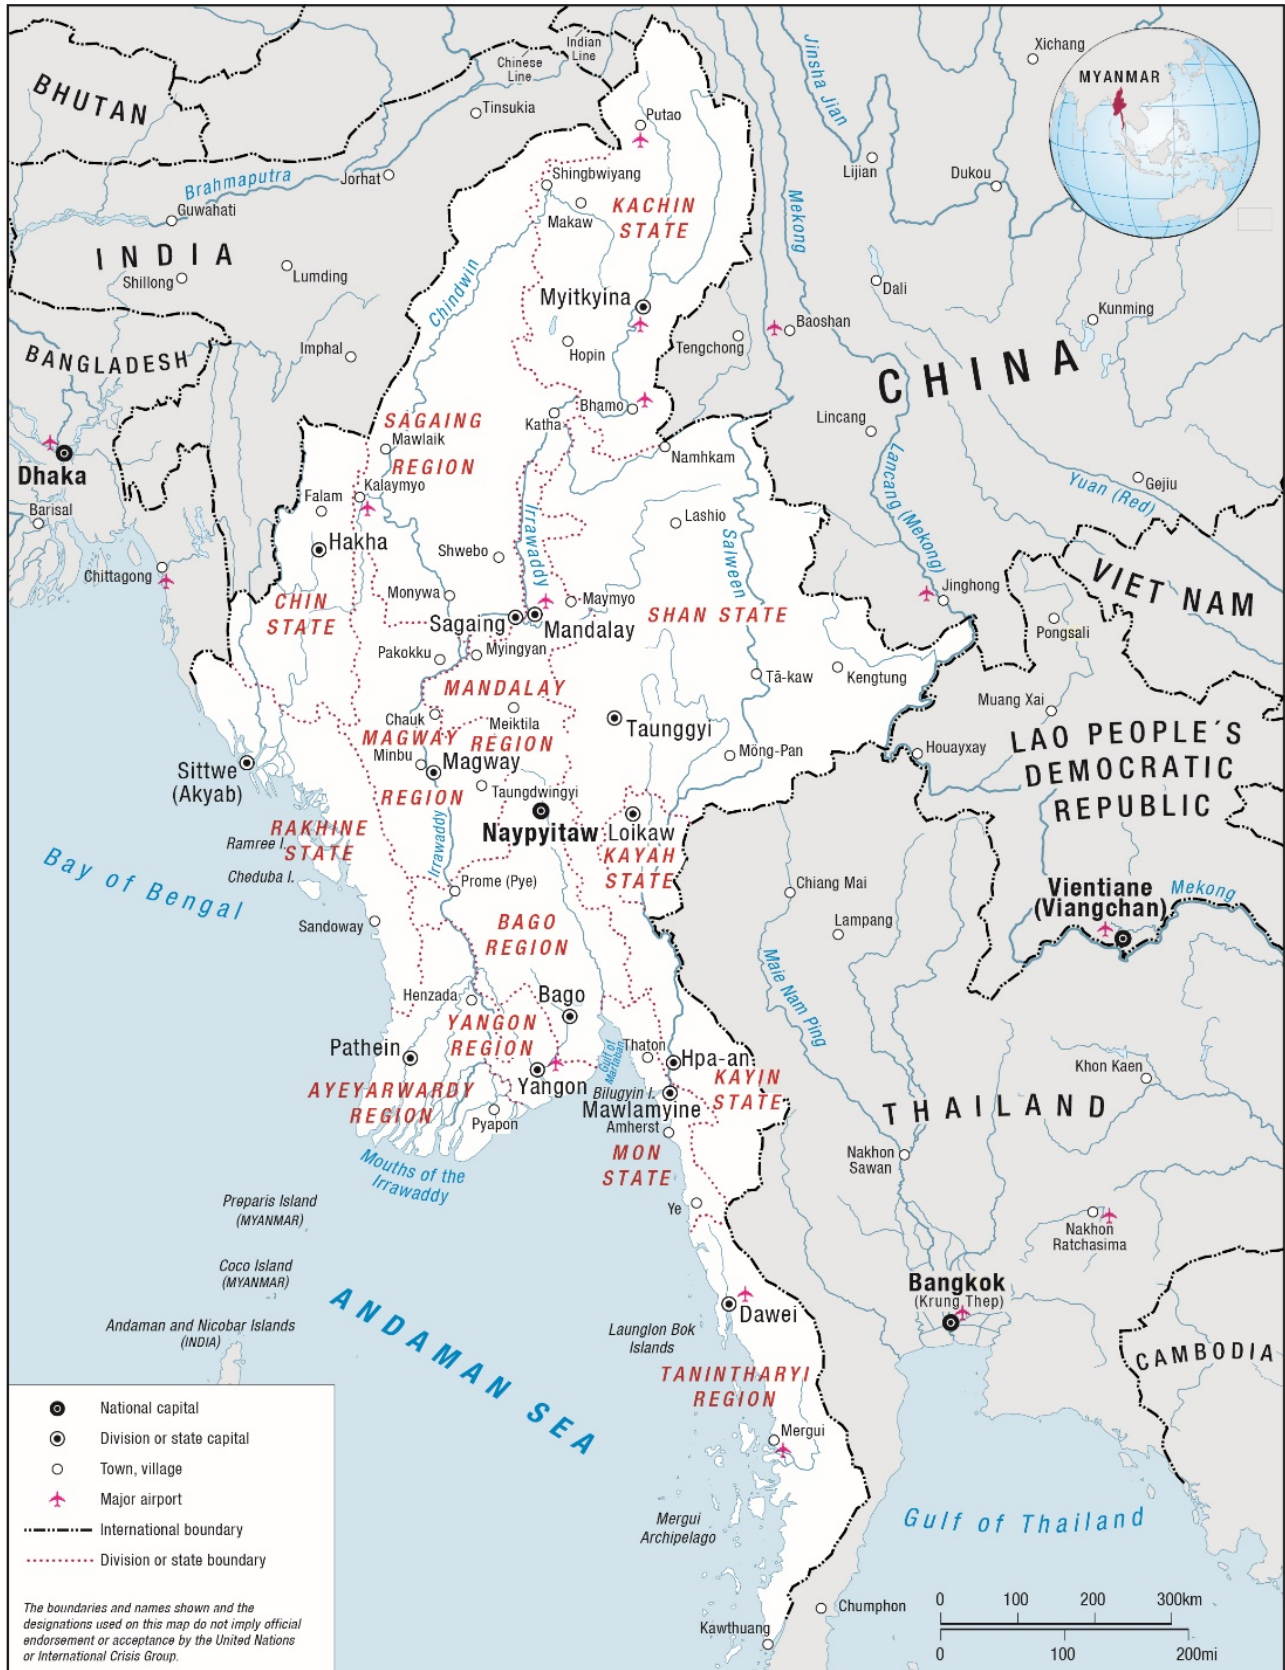 Indian
Line
Chinese
Line
Xichang
MYANMAR
BHUTAN
Tinsukia
Putao
Jinsha Jian
Lijian
Dukou
Brahmaputra
Jorhat
Guwahati
Shingbwiyang
Makaw
KACHIN
STATE
Mekong
INDIA
Shillong
Lumding
Chindwin
Dali
Myitkyina
Kunming
Baoshan
Tengchong
Hopin
Imphal
BANGLADESH
CHINA
Bhamo
Katha
Lincang
SAGAING
REGION
Mawlaik
Namhkam
Dhaka
Barisal
Kalaymyo
Falam
Lancang (Mekong)
Gejiu
Yuan (Red)
Irrawaddy
Lashio
Salween
Hakha
Shwebo
Chittagong
Jinghong
VIET NAM
CHIN
STATE
Monywa
Maymyo
Sagaing
Mandalay
SHAN STATE
Pongsali
Pakokku
Myingyan
Tā-kaw
Kengtung
MANDALAY
REGION
Muang Xai
Chauk
Meiktila
Taunggyi
MAGWAY
REGION
Minbu
Magway
Möng-Pan
Houayxay
LAO PEOPLE´S
DEMOCRATIC
REPUBLIC
Sittwe
(Akyab)
Taungdwingyi
Naypyitaw
Loikaw
RAKHINE
STATE
Ramree I.
Cheduba I.
Irrawaddy
KAYAH
STATE
Bay of Bengal
Prome (Pye)
Chiang Mai
Vientiane
(Viangchan)
Mekong
Sandoway
BAGO
REGION
Lampang
Maie Nam Ping
Henzada
Bago
YANGON
REGION
Pathein
Gulf of
Martaban
Thaton
Hpa-an
Khon Kaen
Yangon
KAYIN
STATE
AYEYARWARDY
REGION
Bilugyin I.
Mawlamyine
Amherst
THAILAND
Pyapon
Mouths of the
Irrawaddy
MON
STATE
Nakhon
Sawan
Preparis Island
(MYANMAR)
Ye
Nakhon
Ratchasima
Coco Island
(MYANMAR)
Bangkok
(Krung Thep)
ANDAMAN SEA
Andaman and Nicobar Islands
(INDIA)
Dawei
Launglon Bok
Islands
CAMBODIA
TANINTHARYI
REGION
Mergui
Mergui
Archipelago
Gulf of Thailand
Kawthuang
Chumphon
National capital
Division or state capital
Town, village
Major airport
International boundary
Division or state boundary
The boundaries and names shown and the
designations used on this map do not imply official
endorsement or acceptance by the United Nations
or International Crisis Group.
0 100 200 300km
0 100 200mi